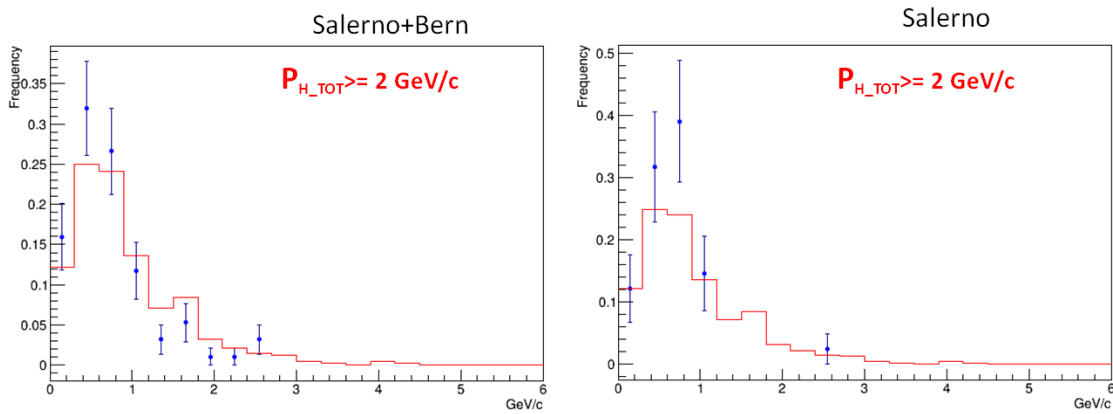 Salerno+Bern
Frequency
P_H_TOT>= 2 GeV/c
0.35
0.3
0.25
0.2
0.15
0.1
0.05
0
0 1 2 3 4 5 6
GeV/c
Salerno
Frequency
P_H_TOT>= 2 GeV/c
0.5
0.4
0.3
0.2
0.1
0
0 1 2 3 4 5 6
GeV/c